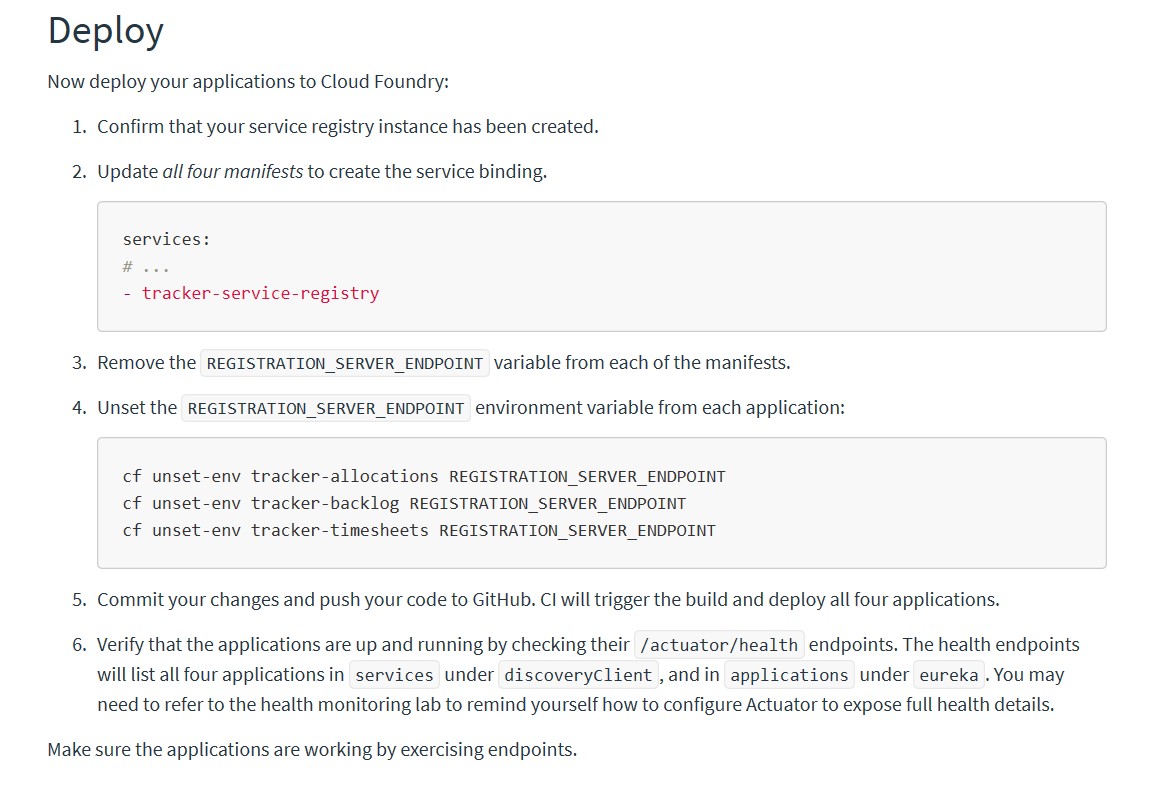 Deploy
Now deploy your applications to Cloud Foundry:
1. Confirm that your service registry instance has been created.
2. Update all four manifests to create the service binding.
services:
# ...
- tracker-service-registry
3. Remove the REGISTRATION_SERVER_ENDPOINT variable from each of the manifests.
4. Unset the REGISTRATION_SERVER_ENDPOINT environment variable from each application:
cf unset-env tracker-allocations REGISTRATION_SERVER_ENDPOINT
cf unset-env tracker-backlog REGISTRATION_SERVER_ENDPOINT
cf unset-env tracker-timesheets REGISTRATION_SERVER_ENDPOINT
5. Commit your changes and push your code to GitHub. CI will trigger the build and deploy all four applications.
6. Verify that the applications are up and running by checking their /actuator/health endpoints. The health endpoints
will list all four applications in services under discoveryClient, and in applications under eureka. You may
need to refer to the health monitoring lab to remind yourself how to configure Actuator to expose full health details.
Make sure the applications are working by exercising endpoints.